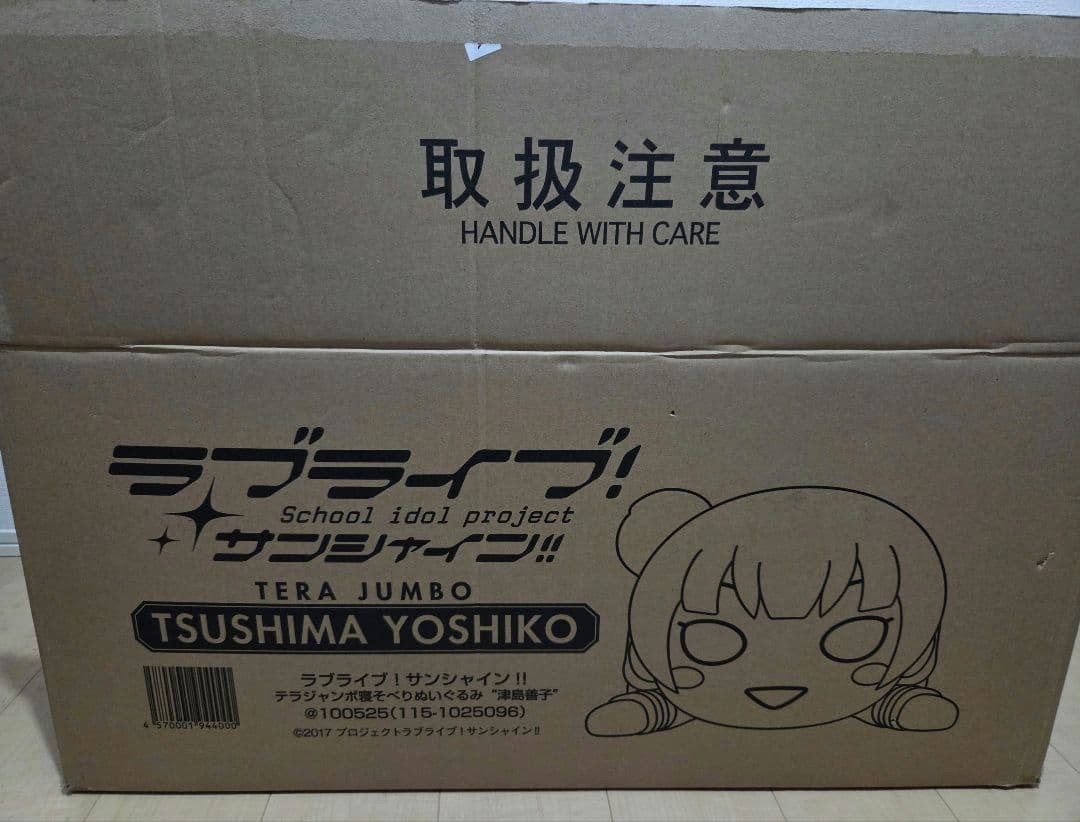 取扱注意
HANDLE WITH CARE
ラブライブ!
School idol project
サンシャイン!!
TERA JUMBO
TSUSHIMA YOSHIKO
ラブライブ!サンシャイン!!
テラジャンボ寝そべりぬいぐるみ “津島善子”
@100525(115-1025096)
©2017 プロジェクトラブライブ!サンシャイン!!
4 570001 944000